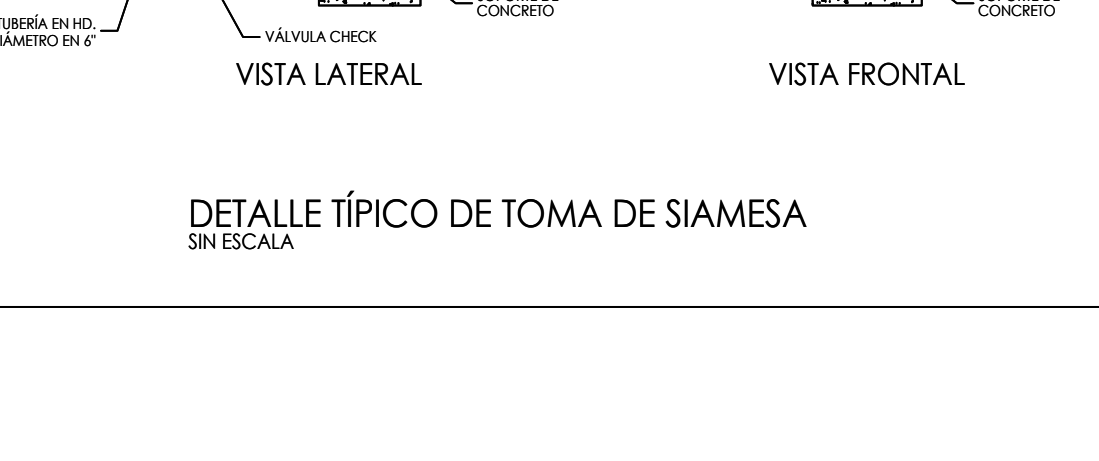 CONCRETO
CONCRETO
TUBERÍA EN HD.
VÁLVULA CHECK
EN 6"
VISTA LATERAL
VISTA FRONTAL
DETALLE TÍPICO DE TOMA DE SIAMESA
SIN ESCALA